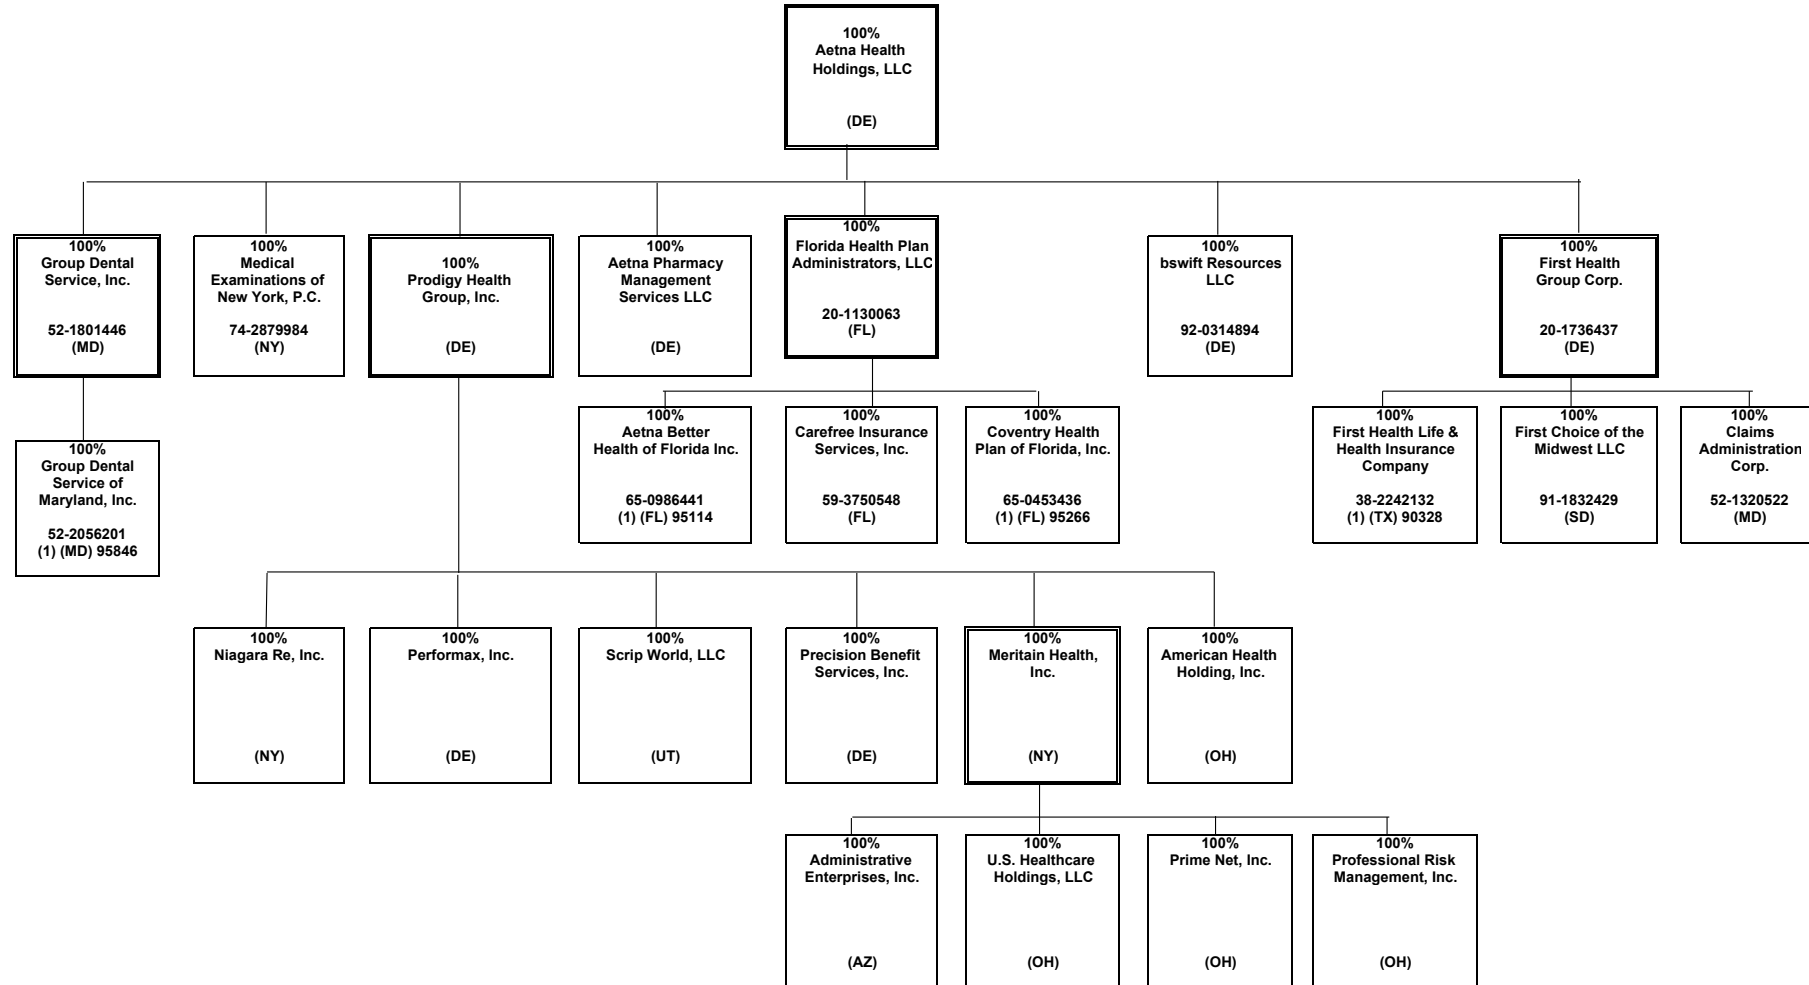 100%
Aetna Health
Holdings, LLC
(DE)
100%
Group Dental
Service, Inc.
52-1801446
(MD)
100%
Medical
Examinations of
New York, P.C.
74-2879984
(NY)
100%
Prodigy Health
Group, Inc.
(DE)
100%
Aetna Pharmacy
Management
Services LLC
(DE)
100%
Florida Health Plan
Administrators, LLC
20-1130063
(FL)
100%
bswift Resources
LLC
92-0314894
(DE)
100%
First Health
Group Corp.
20-1736437
(DE)
100%
Group Dental
Service of
Maryland, Inc.
52-2056201
(1) (MD) 95846
100%
Aetna Better
Health of Florida Inc.
65-0986441
(1) (FL) 95114
100%
Carefree Insurance
Services, Inc.
59-3750548
(FL)
100%
Coventry Health
Plan of Florida, Inc.
65-0453436
(1) (FL) 95266
100%
First Health Life &
Health Insurance
Company
38-2242132
(1) (TX) 90328
100%
First Choice of the
Midwest LLC
91-1832429
(SD)
100%
Claims
Administration
Corp.
52-1320522
(MD)
100%
Niagara Re, Inc.
(NY)
100%
Performax, Inc.
(DE)
100%
Scrip World, LLC
(UT)
100%
Precision Benefit
Services, Inc.
(DE)
100%
Meritain Health,
Inc.
(NY)
100%
American Health
Holding, Inc.
(OH)
100%
Administrative
Enterprises, Inc.
(AZ)
100%
U.S. Healthcare
Holdings, LLC
(OH)
100%
Prime Net, Inc.
(OH)
100%
Professional Risk
Management, Inc.
(OH)